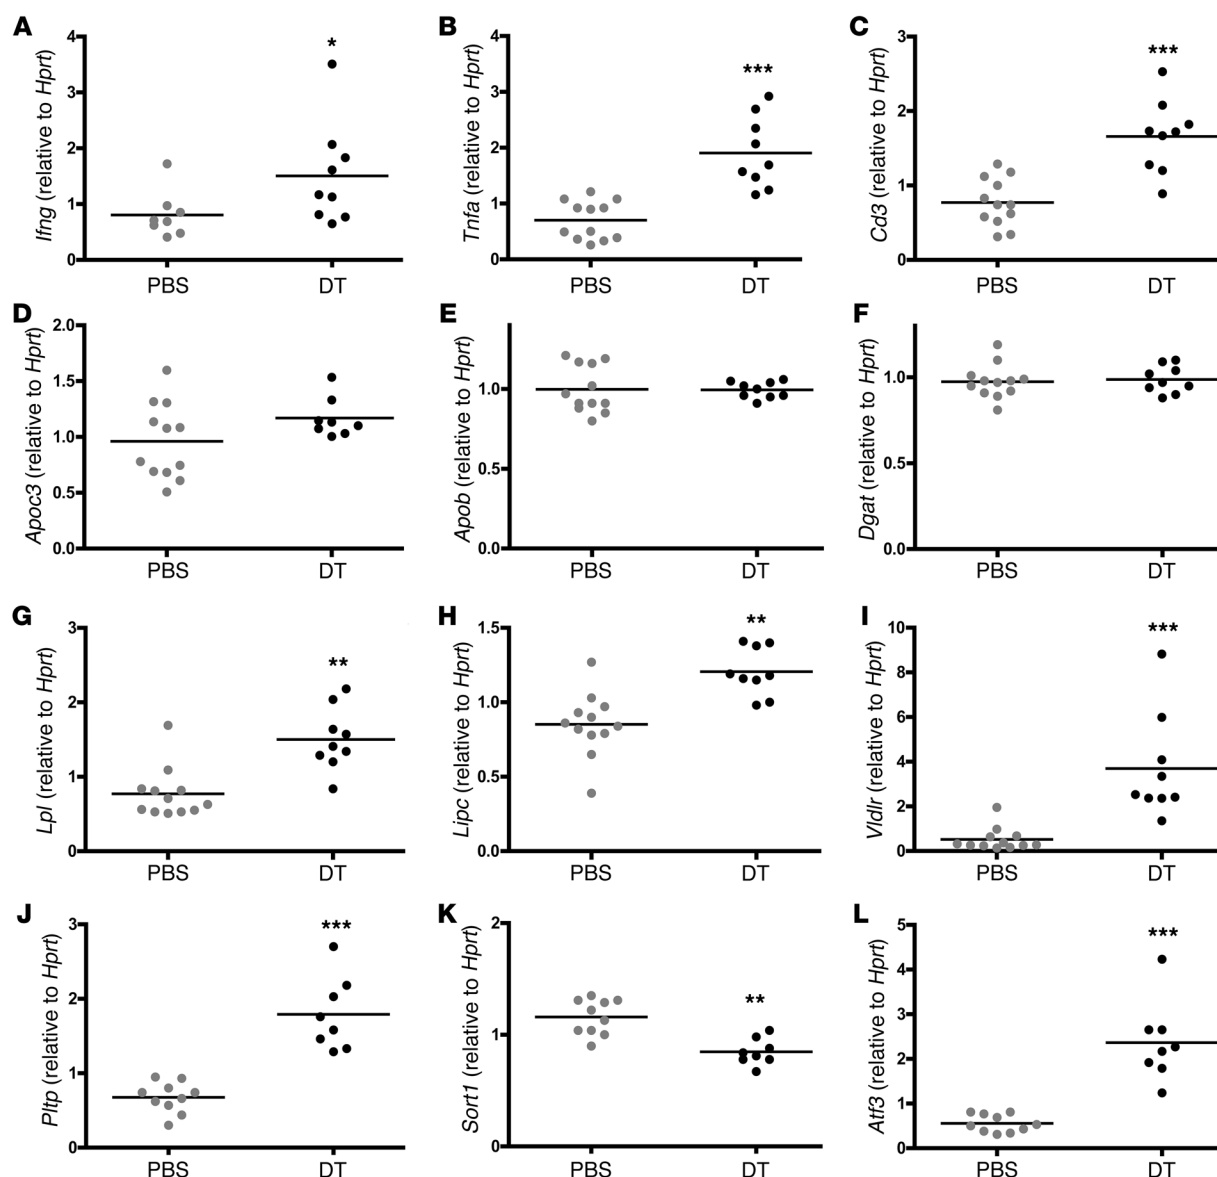 A
Ifng (relative to Hprt)
4
3
2
1
0
*
PBS
DT
B
Tnfa (relative to Hprt)
4
3
2
1
0
***
PBS
DT
C
Cd3 (relative to Hprt)
3
2
1
0
***
PBS
DT
D
Apoc3 (relative to Hprt)
2.0
1.5
1.0
0.5
0.0
PBS
DT
E
Apob (relative to Hprt)
1.0
0.5
0.0
PBS
DT
F
Dgat (relative to Hprt)
1.0
0.5
0.0
PBS
DT
G
Lpl (relative to Hprt)
3
2
1
0
**
PBS
DT
H
Lipc (relative to Hprt)
1.5
1.0
0.5
0.0
**
PBS
DT
I
Vldlr (relative to Hprt)
10
8
6
4
2
0
***
PBS
DT
J
Pltp (relative to Hprt)
3
2
1
0
***
PBS
DT
K
Sort1 (relative to Hprt)
2
1
0
**
PBS
DT
L
Atf3 (relative to Hprt)
5
4
3
2
1
0
***
PBS
DT